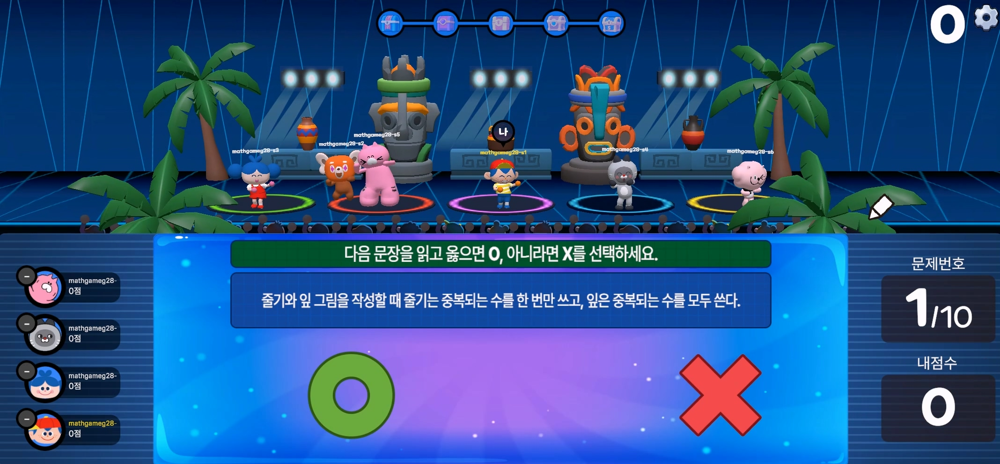 0
mathgameg28-s5
mathgameg28-s2
mathgameg28-s3
나
mathgameg28-s1
mathgameg28-s4
mathgameg28-s6
다음 문장을 읽고 옳으면 O, 아니라면 X를 선택하세요.
줄기와 잎 그림을 작성할 때 줄기는 중복되는 수를 한 번만 쓰고, 잎은 중복되는 수를 모두 쓴다.
-
mathgameg28-
0점
-
mathgameg28-
0점
-
mathgameg28-
0점
-
mathgameg28-
0점
문제번호
1/10
내점수
0